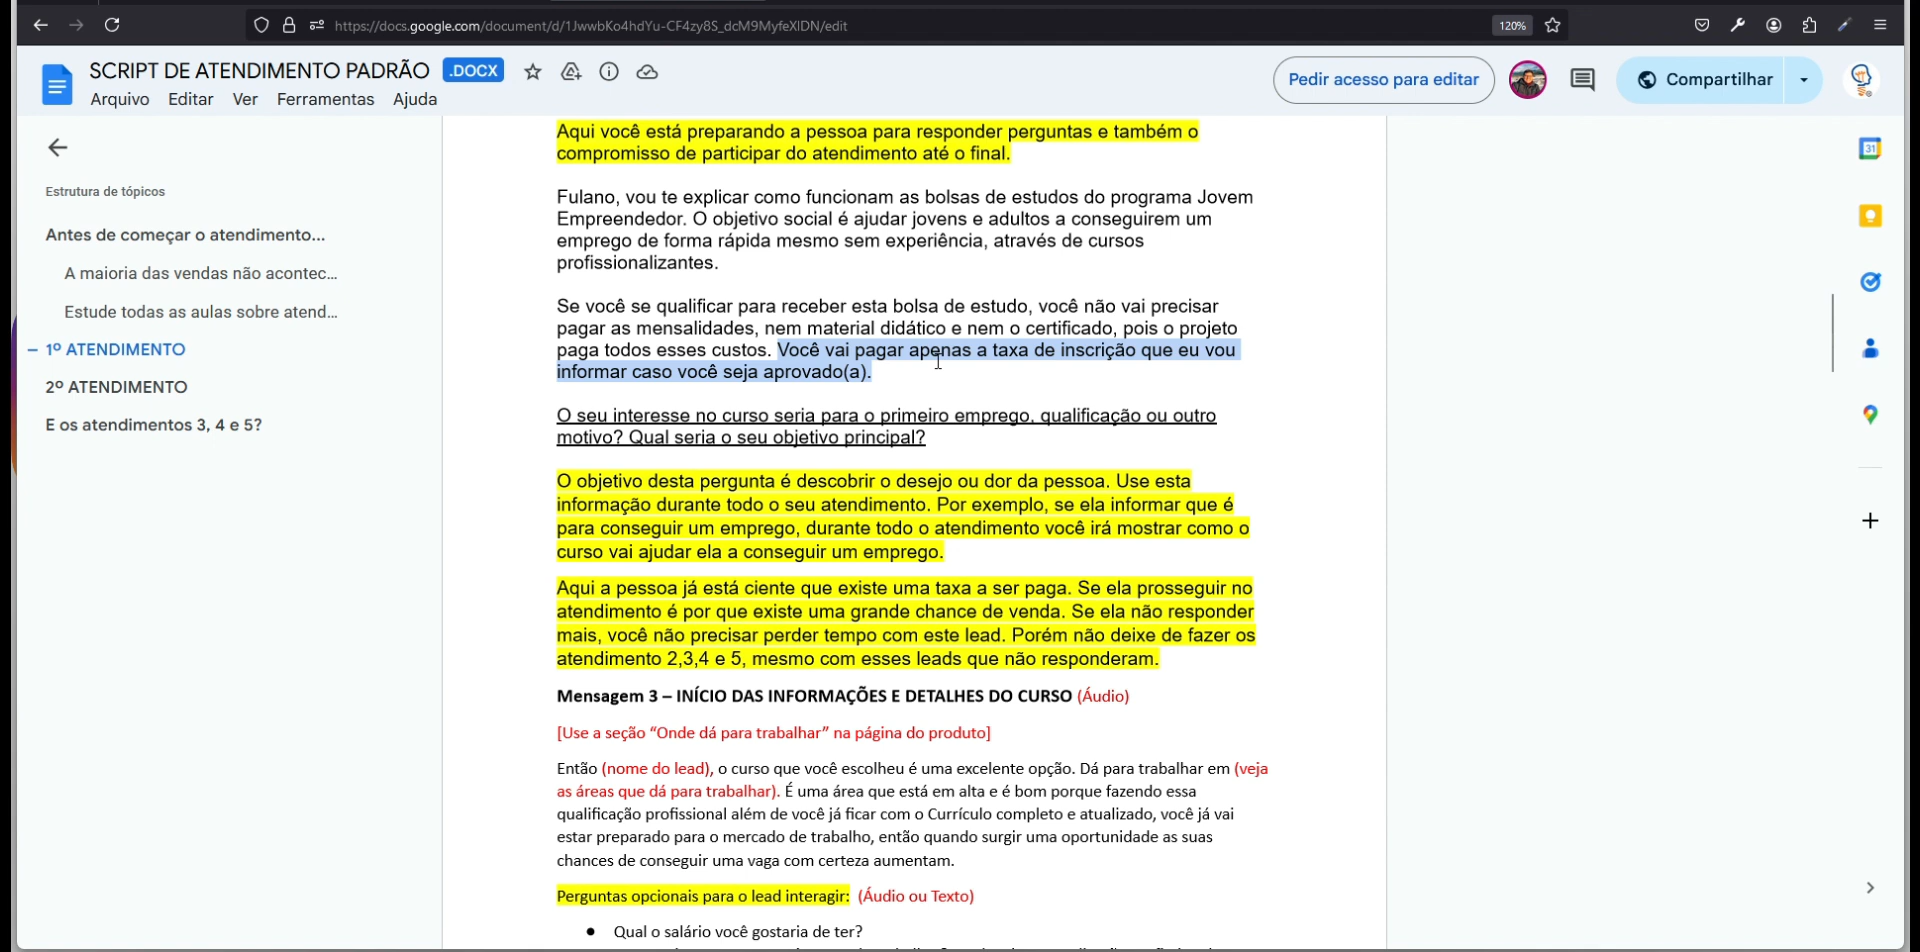 https://docs.google.com/document/d/1JwwbKo4hdYu-CF4zy8S_dcM9MyfeXlDN/edit
120%
SCRIPT DE ATENDIMENTO PADRÃO .DOCX
Arquivo Editar Ver Ferramentas Ajuda
Pedir acesso para editar
Compartilhar
Estrutura de tópicos
Antes de começar o atendimento...
A maioria das vendas não acontec...
Estude todas as aulas sobre atend...
1º ATENDIMENTO
2º ATENDIMENTO
E os atendimentos 3, 4 e 5?
Aqui você está preparando a pessoa para responder perguntas e também o
compromisso de participar do atendimento até o final.
Fulano, vou te explicar como funcionam as bolsas de estudos do programa Jovem
Empreendedor. O objetivo social é ajudar jovens e adultos a conseguirem um
emprego de forma rápida mesmo sem experiência, através de cursos
profissionalizantes.
Se você se qualificar para receber esta bolsa de estudo, você não vai precisar
pagar as mensalidades, nem material didático e nem o certificado, pois o projeto
paga todos esses custos. Você vai pagar apenas a taxa de inscrição que eu vou
informar caso você seja aprovado(a).
O seu interesse no curso seria para o primeiro emprego, qualificação ou outro
motivo? Qual seria o seu objetivo principal?
O objetivo desta pergunta é descobrir o desejo ou dor da pessoa. Use esta
informação durante todo o seu atendimento. Por exemplo, se ela informar que é
para conseguir um emprego, durante todo o atendimento você irá mostrar como o
curso vai ajudar ela a conseguir um emprego.
Aqui a pessoa já está ciente que existe uma taxa a ser paga. Se ela prosseguir no
atendimento é por que existe uma grande chance de venda. Se ela não responder
mais, você não precisar perder tempo com este lead. Porém não deixe de fazer os
atendimento 2,3,4 e 5, mesmo com esses leads que não responderam.
Mensagem 3 – INÍCIO DAS INFORMAÇÕES E DETALHES DO CURSO (Áudio)
[Use a seção “Onde dá para trabalhar” na página do produto]
Então (nome do lead), o curso que você escolheu é uma excelente opção. Dá para trabalhar em (veja
as áreas que dá para trabalhar). É uma área que está em alta e é bom porque fazendo essa
qualificação profissional além de você já ficar com o Currículo completo e atualizado, você já vai
estar preparado para o mercado de trabalho, então quando surgir uma oportunidade as suas
chances de conseguir uma vaga com certeza aumentam.
Perguntas opcionais para o lead interagir: (Áudio ou Texto)
● Qual o salário você gostaria de ter?
31